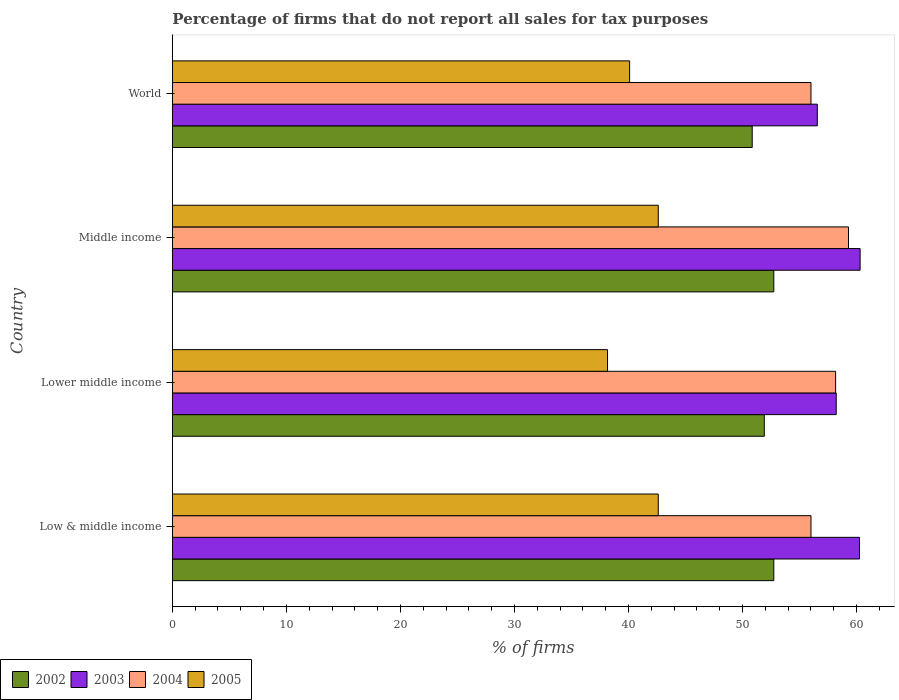 Percentage of firms that do not report all sales for tax purposes
World
Middle income
Lower middle income
Low & middle income
Country
0
10
20
30
40
50
60
% of firms
2002
2003
2004
2005